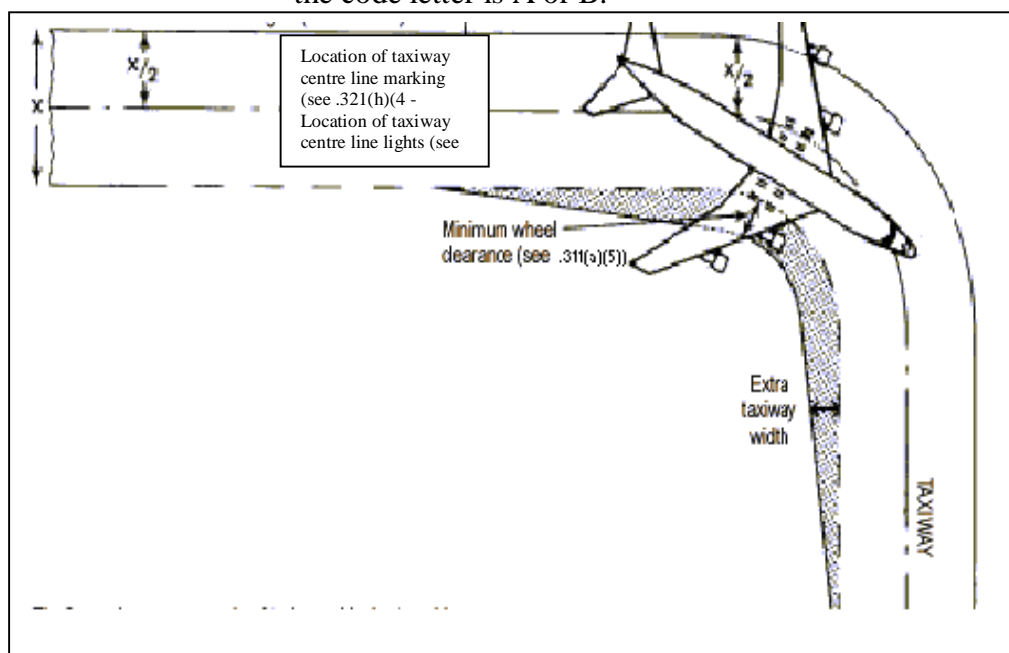 the code letter is A or B.
X
X/2
Location of taxiway
centre line marking
(see .321(h)(4 -
Location of taxiway
centre line lights (see
X/2
Minimum wheel
clearance (see .311(a)(5))
Extra
taxiway
width
TAXIWAY